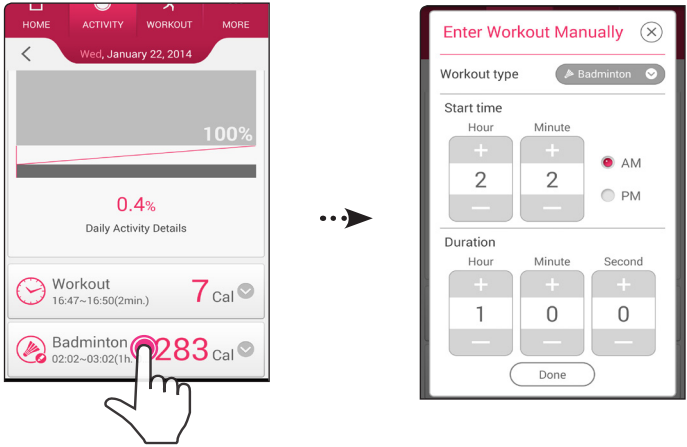 HOME ACTIVITY WORKOUT MORE
Wed, January 22, 2014
100%
0.4%
Daily Activity Details
Workout
16:47~16:50(2min.)
7 Cal
Badminton
02:02~03:02(1h.
283 Cal
Enter Workout Manually
Workout type
Badminton
Start time
Hour Minute
+ +
2 2
— —
AM
PM
Duration
Hour Minute Second
+ + +
1 0 0
— — —
Done